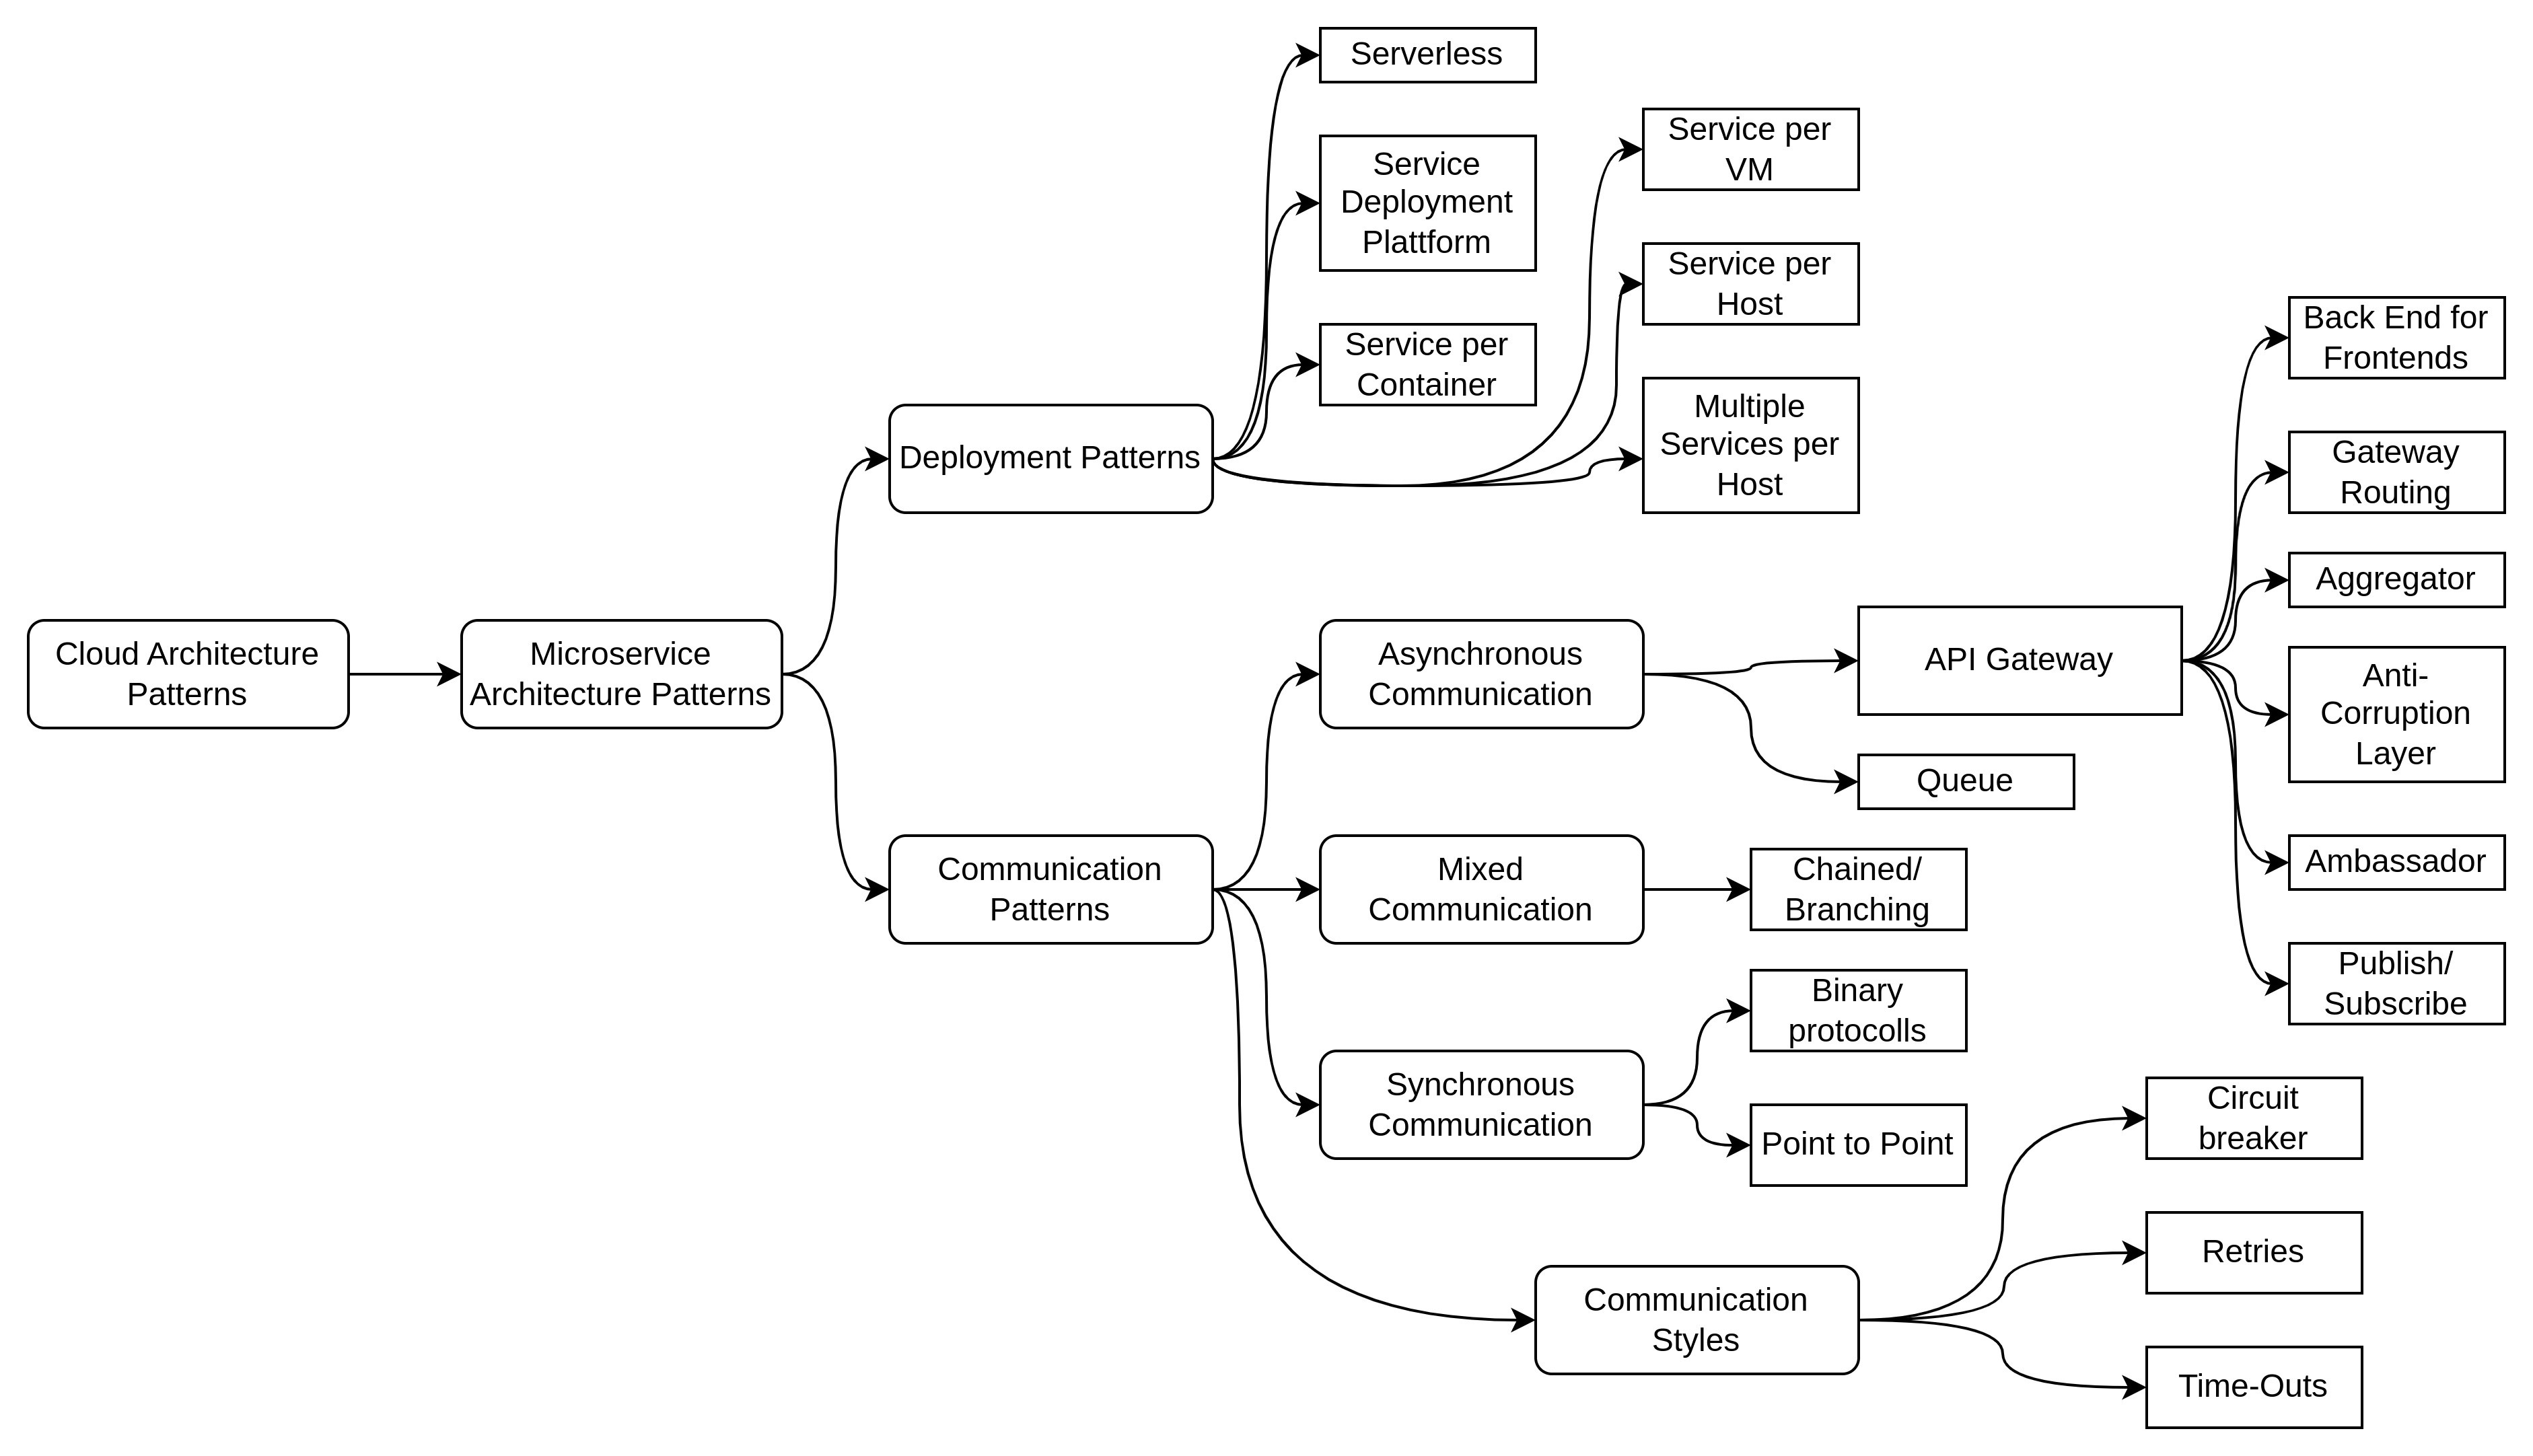 Serverless
Service
Deployment
Plattform
Service per
Container
Service per
VM
Service per
Host
Multiple
Services per
Host
Deployment Patterns
Cloud Architecture
Patterns
Microservice
Architecture Patterns
Communication
Patterns
Asynchronous
Communication
API Gateway
Queue
Back End for
Frontends
Gateway
Routing
Aggregator
Anti-
Corruption
Layer
Ambassador
Publish/
Subscribe
Mixed
Communication
Chained/
Branching
Synchronous
Communication
Binary
protocolls
Point to Point
Communication
Styles
Circuit
breaker
Retries
Time-Outs